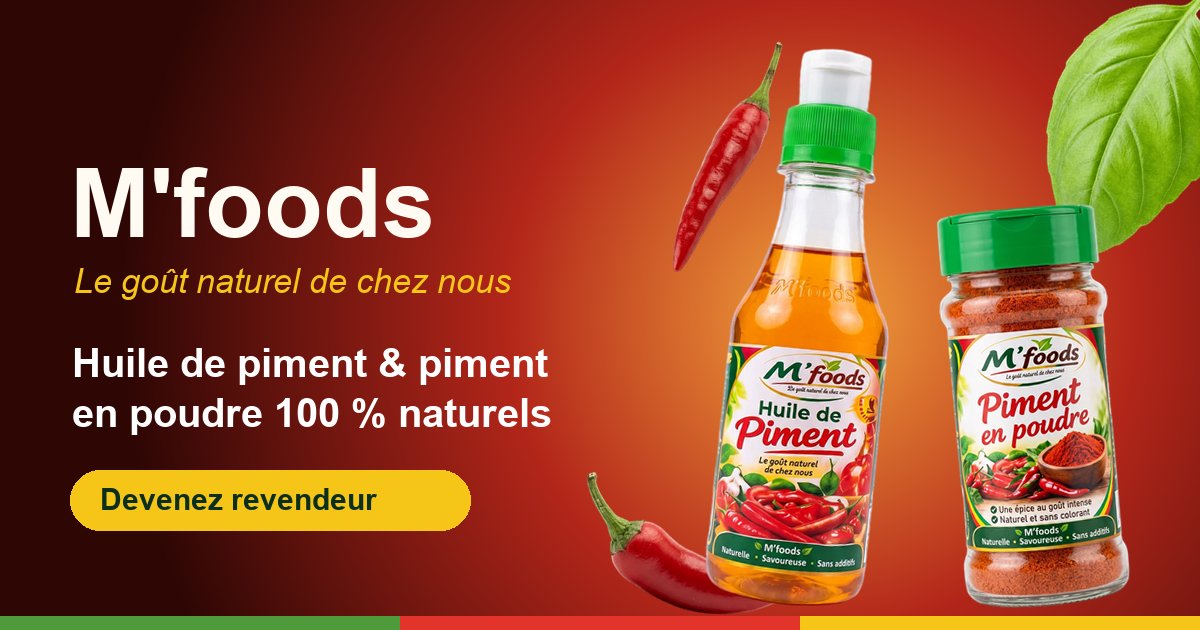 M'foods
Le goût naturel de chez nous
Huile de piment & piment
en poudre 100 % naturels
Devenez revendeur
M'foods
M'foods
Le goût naturel de chez nous
Huile de
Piment
Le goût naturel
de chez nous
M'foods
Naturelle • Savoureuse • Sans additifs
M'foods
Le goût naturel de chez nous
Piment
en poudre
Une épice au goût intense
Naturel et sans colorant
M'foods
Naturelle • Savoureuse • Sans additifs